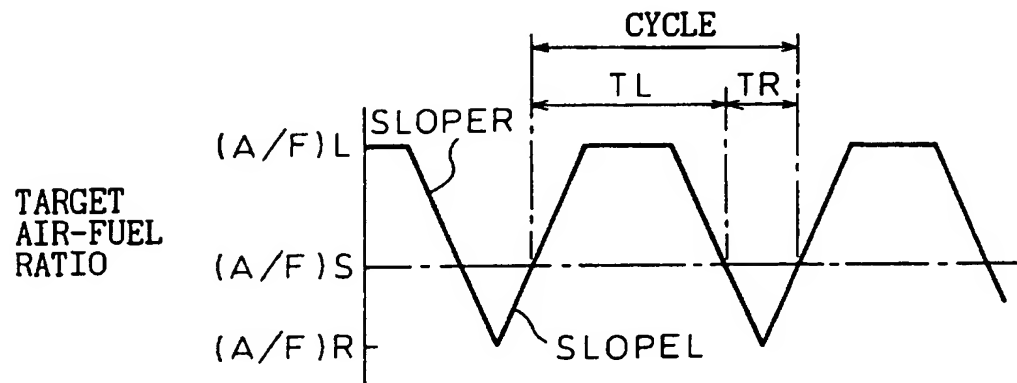 CYCLE
TL TR
SLOPER
(A/F)L
TARGET
AIR-FUEL
RATIO
(A/F)S
(A/F)R
SLOPEL